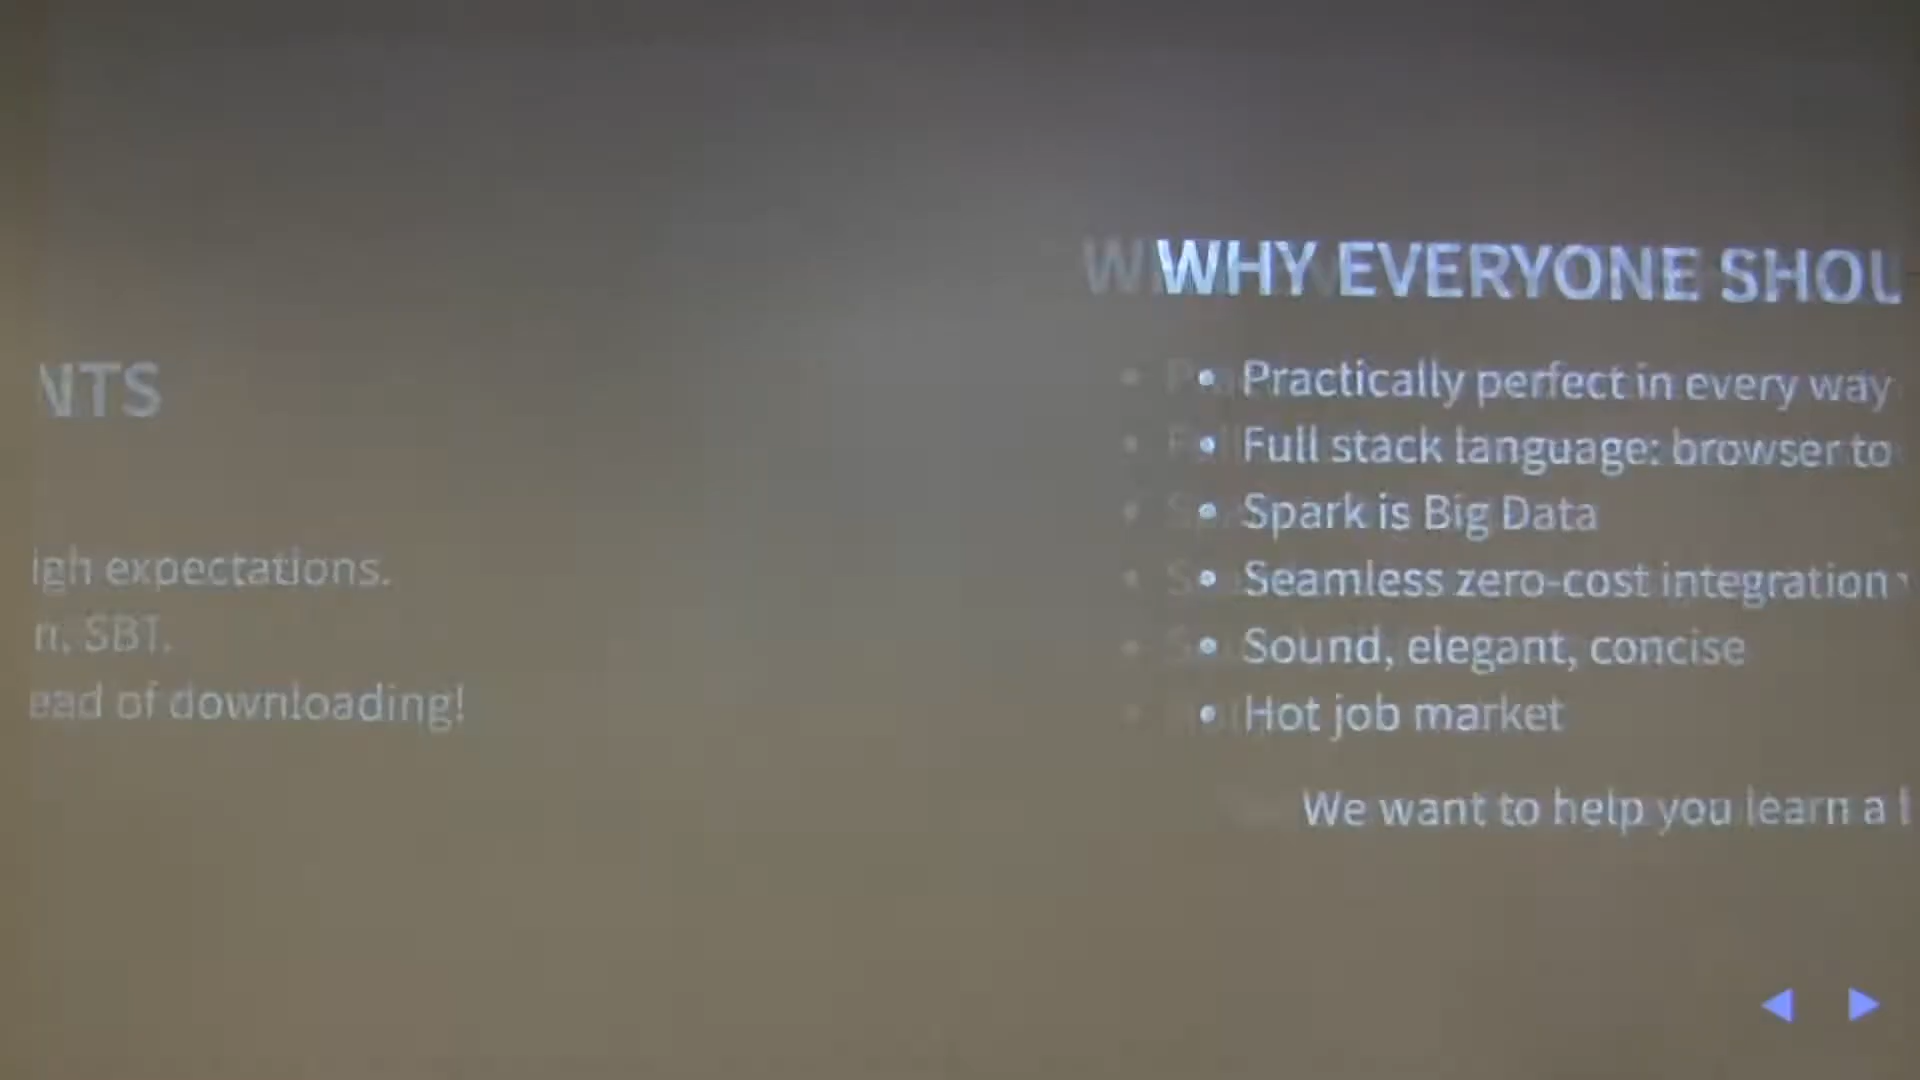 NTS
igh expectations.
n, SBT.
ead of downloading!
WHY EVERYONE SHOU
Practically perfect in every way
Full stack language: browser to
Spark is Big Data
Seamless zero-cost integration
Sound, elegant, concise
Hot job market
We want to help you learn a l